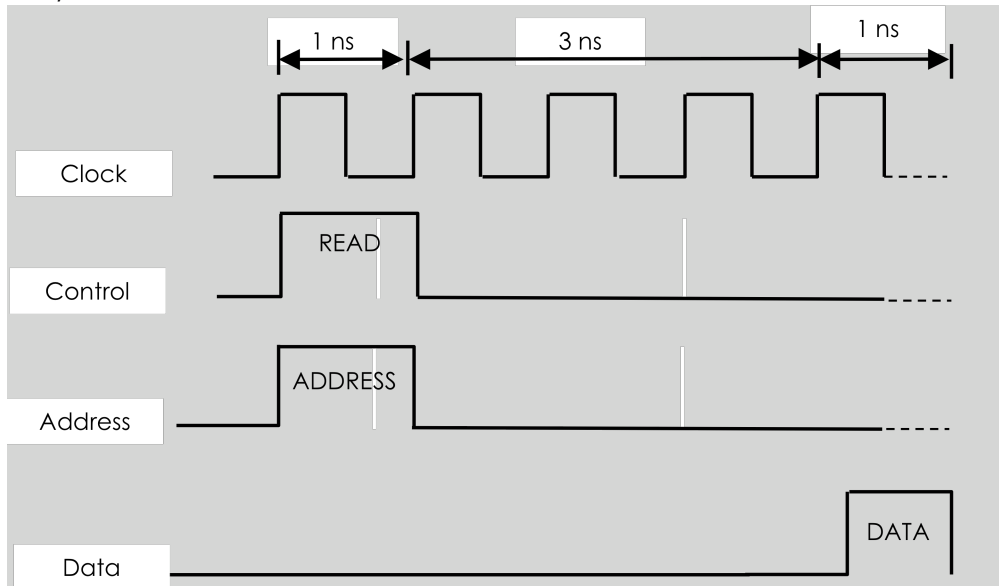 1 ns
3 ns
1 ns
Clock
READ
Control
ADDRESS
Address
DATA
Data